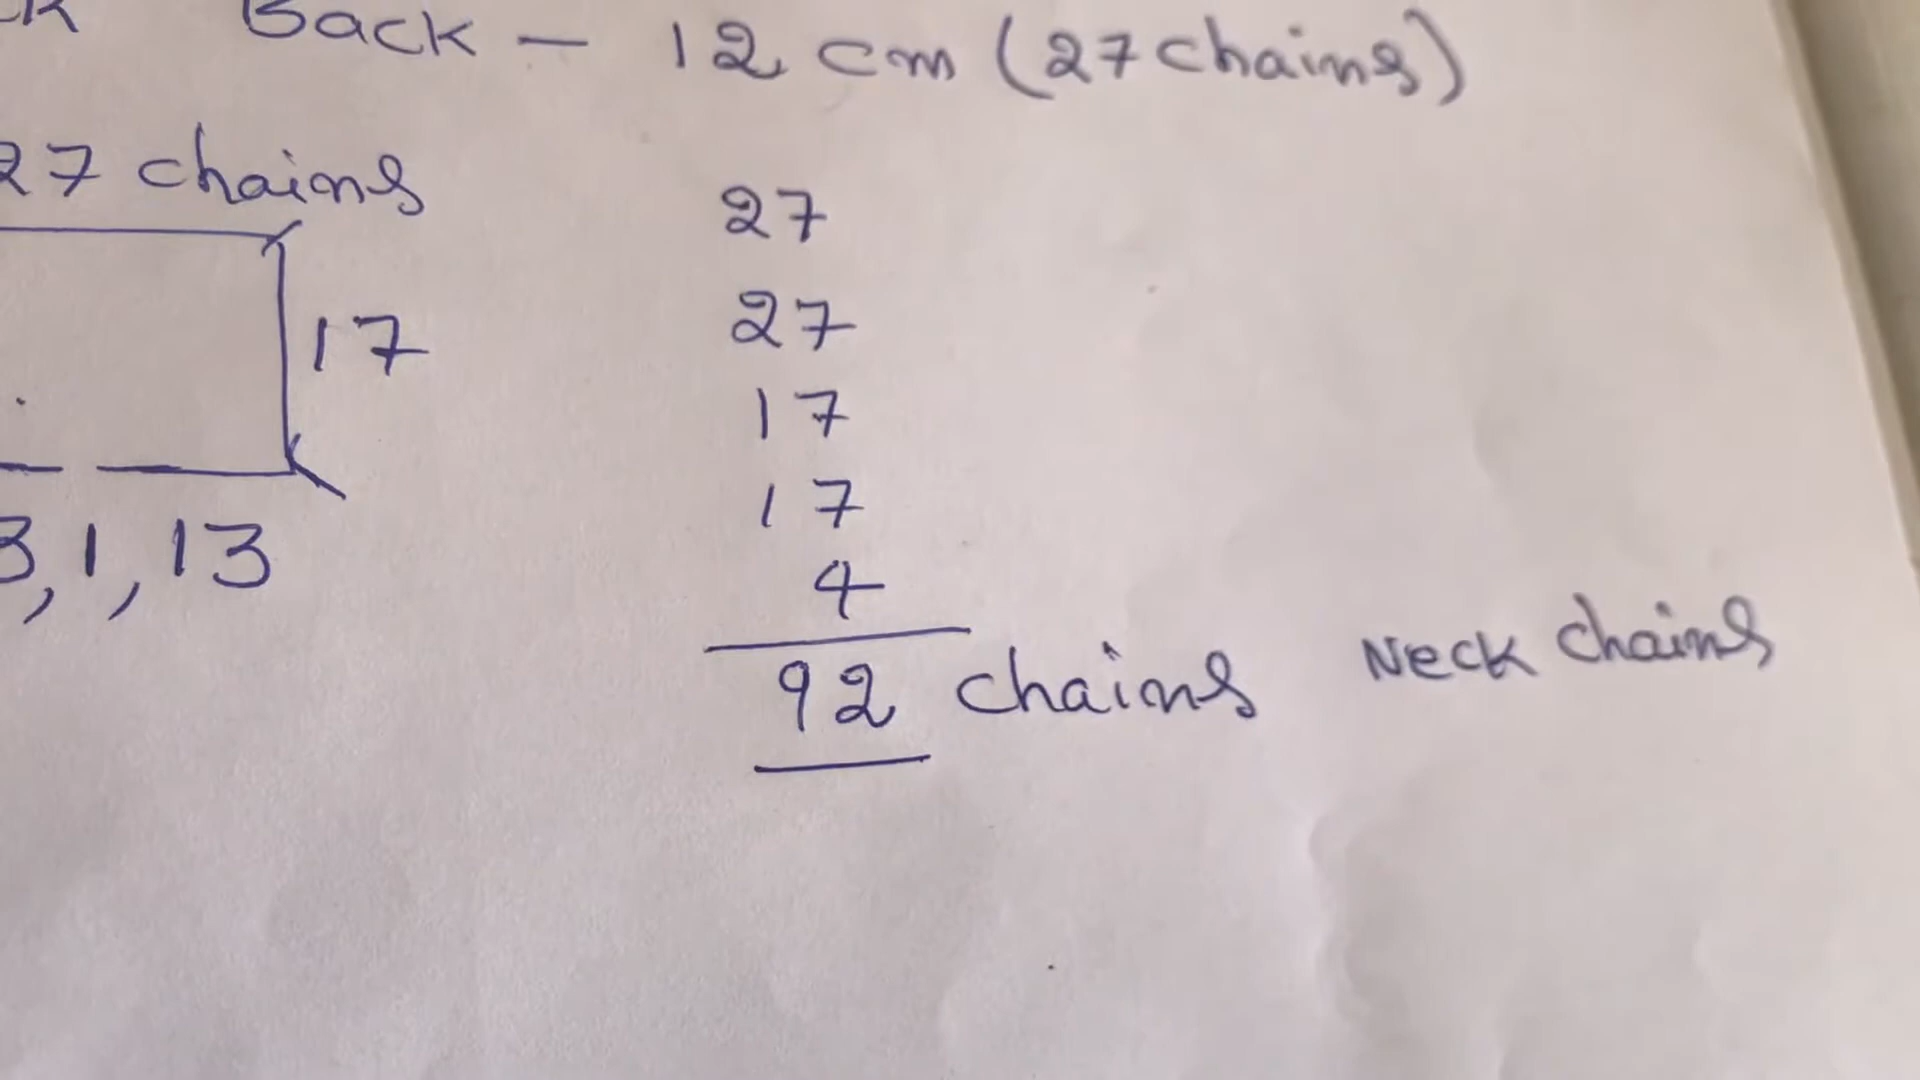 Back - 12 cm (27 chains)
27 chains
17
3, 1, 13
27
27
17
17
4
92 chains Neck chains